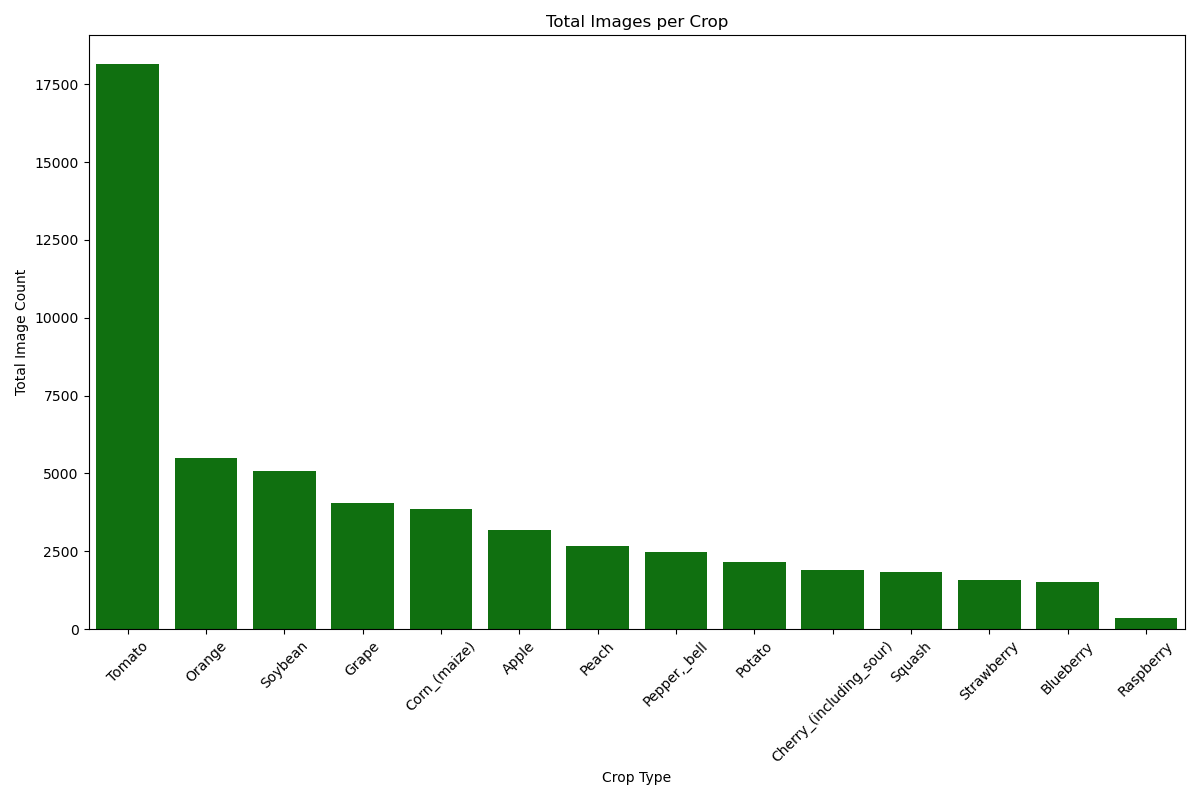 Total Images per Crop
Total Image Count
17500
15000
12500
10000
7500
5000
2500
0
Tomato
Orange
Soybean
Grape
Corn_(maize)
Apple
Peach
Pepper,_bell
Potato
Cherry_(including_sour)
Squash
Strawberry
Blueberry
Raspberry
Crop Type